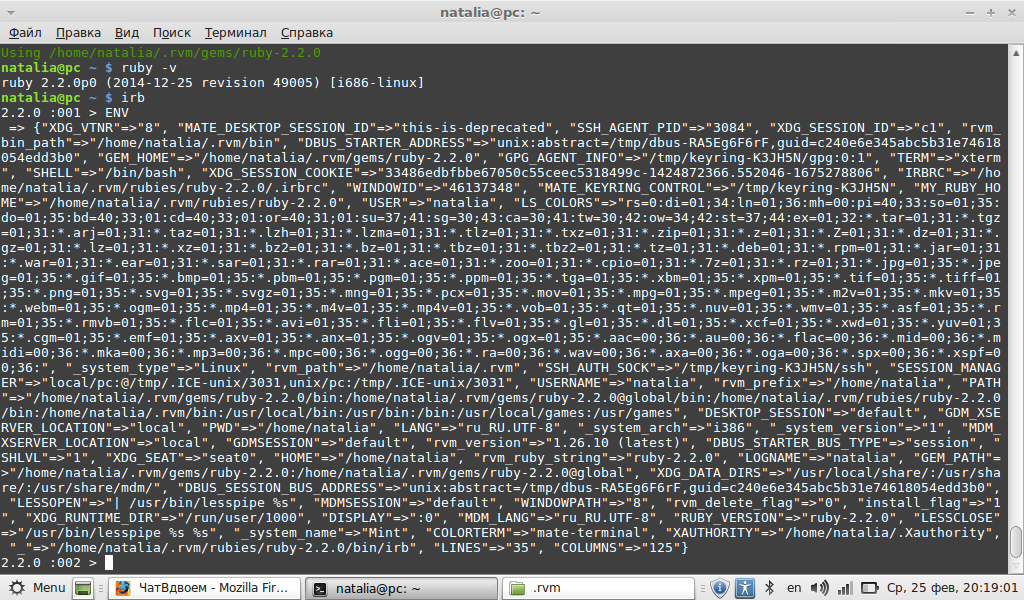 natalia@pc: ~
Файл Правка Вид Поиск Терминал Справка
Using /home/natalia/.rvm/gems/ruby-2.2.0
natalia@pc ~ $ ruby -v
ruby 2.2.0p0 (2014-12-25 revision 49005) [i686-linux]
natalia@pc ~ $ irb
2.2.0 :001 > ENV
 => {"XDG_VTNR"=>"8", "MATE_DESKTOP_SESSION_ID"=>"this-is-deprecated", "SSH_AGENT_PID"=>"3084", "XDG_SESSION_ID"=>"c1", "rvm_
bin_path"=>"/home/natalia/.rvm/bin", "DBUS_STARTER_ADDRESS"=>"unix:abstract=/tmp/dbus-RA5Eg6F6rF,guid=c240e6e345abc5b31e74618
054edd3b0", "GEM_HOME"=>"/home/natalia/.rvm/gems/ruby-2.2.0", "GPG_AGENT_INFO"=>"/tmp/keyring-K3JH5N/gpg:0:1", "TERM"=>"xterm
", "SHELL"=>"/bin/bash", "XDG_SESSION_COOKIE"=>"33486edbfbbe67050c55ceec5318499c-1424872366.552046-1675278806", "IRBRC"=>"/ho
me/natalia/.rvm/rubies/ruby-2.2.0/.irbrc", "WINDOWID"=>"46137348", "MATE_KEYRING_CONTROL"=>"/tmp/keyring-K3JH5N", "MY_RUBY_HO
ME"=>"/home/natalia/.rvm/rubies/ruby-2.2.0", "USER"=>"natalia", "LS_COLORS"=>"rs=0:di=01;34:ln=01;36:mh=00:pi=40;33:so=01;35:
do=01;35:bd=40;33;01:cd=40;33;01:or=40;31;01:su=37;41:sg=30;43:ca=30;41:tw=30;42:ow=34;42:st=37;44:ex=01;32:*.tar=01;31:*.tgz
=01;31:*.arj=01;31:*.taz=01;31:*.lzh=01;31:*.lzma=01;31:*.tlz=01;31:*.txz=01;31:*.zip=01;31:*.z=01;31:*.Z=01;31:*.dz=01;31:*.
gz=01;31:*.lz=01;31:*.xz=01;31:*.bz2=01;31:*.bz=01;31:*.tbz=01;31:*.tbz2=01;31:*.tz=01;31:*.deb=01;31:*.rpm=01;31:*.jar=01;31
:*.war=01;31:*.ear=01;31:*.sar=01;31:*.rar=01;31:*.ace=01;31:*.zoo=01;31:*.cpio=01;31:*.7z=01;31:*.rz=01;31:*.jpg=01;35:*.jpe
g=01;35:*.gif=01;35:*.bmp=01;35:*.pbm=01;35:*.pgm=01;35:*.ppm=01;35:*.tga=01;35:*.xbm=01;35:*.xpm=01;35:*.tif=01;35:*.tiff=01
;35:*.png=01;35:*.svg=01;35:*.svgz=01;35:*.mng=01;35:*.pcx=01;35:*.mov=01;35:*.mpg=01;35:*.mpeg=01;35:*.m2v=01;35:*.mkv=01;35
:*.webm=01;35:*.ogm=01;35:*.mp4=01;35:*.m4v=01;35:*.mp4v=01;35:*.vob=01;35:*.qt=01;35:*.nuv=01;35:*.wmv=01;35:*.asf=01;35:*.r
m=01;35:*.rmvb=01;35:*.flc=01;35:*.avi=01;35:*.fli=01;35:*.flv=01;35:*.gl=01;35:*.dl=01;35:*.xcf=01;35:*.xwd=01;35:*.yuv=01;3
5:*.cgm=01;35:*.emf=01;35:*.axv=01;35:*.anx=01;35:*.ogv=01;35:*.ogx=01;35:*.aac=00;36:*.au=00;36:*.flac=00;36:*.mid=00;36:*.m
idi=00;36:*.mka=00;36:*.mp3=00;36:*.mpc=00;36:*.ogg=00;36:*.ra=00;36:*.wav=00;36:*.axa=00;36:*.oga=00;36:*.spx=00;36:*.xspf=0
0;36:", "_system_type"=>"Linux", "rvm_path"=>"/home/natalia/.rvm", "SSH_AUTH_SOCK"=>"/tmp/keyring-K3JH5N/ssh", "SESSION_MANAG
ER"=>"local/pc:@/tmp/.ICE-unix/3031,unix/pc:/tmp/.ICE-unix/3031", "USERNAME"=>"natalia", "rvm_prefix"=>"/home/natalia", "PATH
"=>"/home/natalia/.rvm/gems/ruby-2.2.0/bin:/home/natalia/.rvm/gems/ruby-2.2.0@global/bin:/home/natalia/.rvm/rubies/ruby-2.2.0
/bin:/home/natalia/.rvm/bin:/usr/local/bin:/usr/bin:/bin:/usr/local/games:/usr/games", "DESKTOP_SESSION"=>"default", "GDM_XSE
RVER_LOCATION"=>"local", "PWD"=>"/home/natalia", "LANG"=>"ru_RU.UTF-8", "_system_arch"=>"i386", "_system_version"=>"1", "MDM_
XSERVER_LOCATION"=>"local", "GDMSESSION"=>"default", "rvm_version"=>"1.26.10 (latest)", "DBUS_STARTER_BUS_TYPE"=>"session", "
SHLVL"=>"1", "XDG_SEAT"=>"seat0", "HOME"=>"/home/natalia", "rvm_ruby_string"=>"ruby-2.2.0", "LOGNAME"=>"natalia", "GEM_PATH"=
>"/home/natalia/.rvm/gems/ruby-2.2.0:/home/natalia/.rvm/gems/ruby-2.2.0@global", "XDG_DATA_DIRS"=>"/usr/local/share/:/usr/sha
re/:/usr/share/mdm/", "DBUS_SESSION_BUS_ADDRESS"=>"unix:abstract=/tmp/dbus-RA5Eg6F6rF,guid=c240e6e345abc5b31e74618054edd3b0",
 "LESSOPEN"=>"| /usr/bin/lesspipe %s", "MDMSESSION"=>"default", "WINDOWPATH"=>"8", "rvm_delete_flag"=>"0", "install_flag"=>"1
", "XDG_RUNTIME_DIR"=>"/run/user/1000", "DISPLAY"=>":0", "MDM_LANG"=>"ru_RU.UTF-8", "RUBY_VERSION"=>"ruby-2.2.0", "LESSCLOSE"
=>"/usr/bin/lesspipe %s %s", "_system_name"=>"Mint", "COLORTERM"=>"mate-terminal", "XAUTHORITY"=>"/home/natalia/.Xauthority",
 "_"=>"/home/natalia/.rvm/rubies/ruby-2.2.0/bin/irb", "LINES"=>"35", "COLUMNS"=>"125"}
2.2.0 :002 >
Menu ЧатВдвоем - Mozilla Fir... natalia@pc: ~ .rvm en Ср, 25 фев, 20:19:01